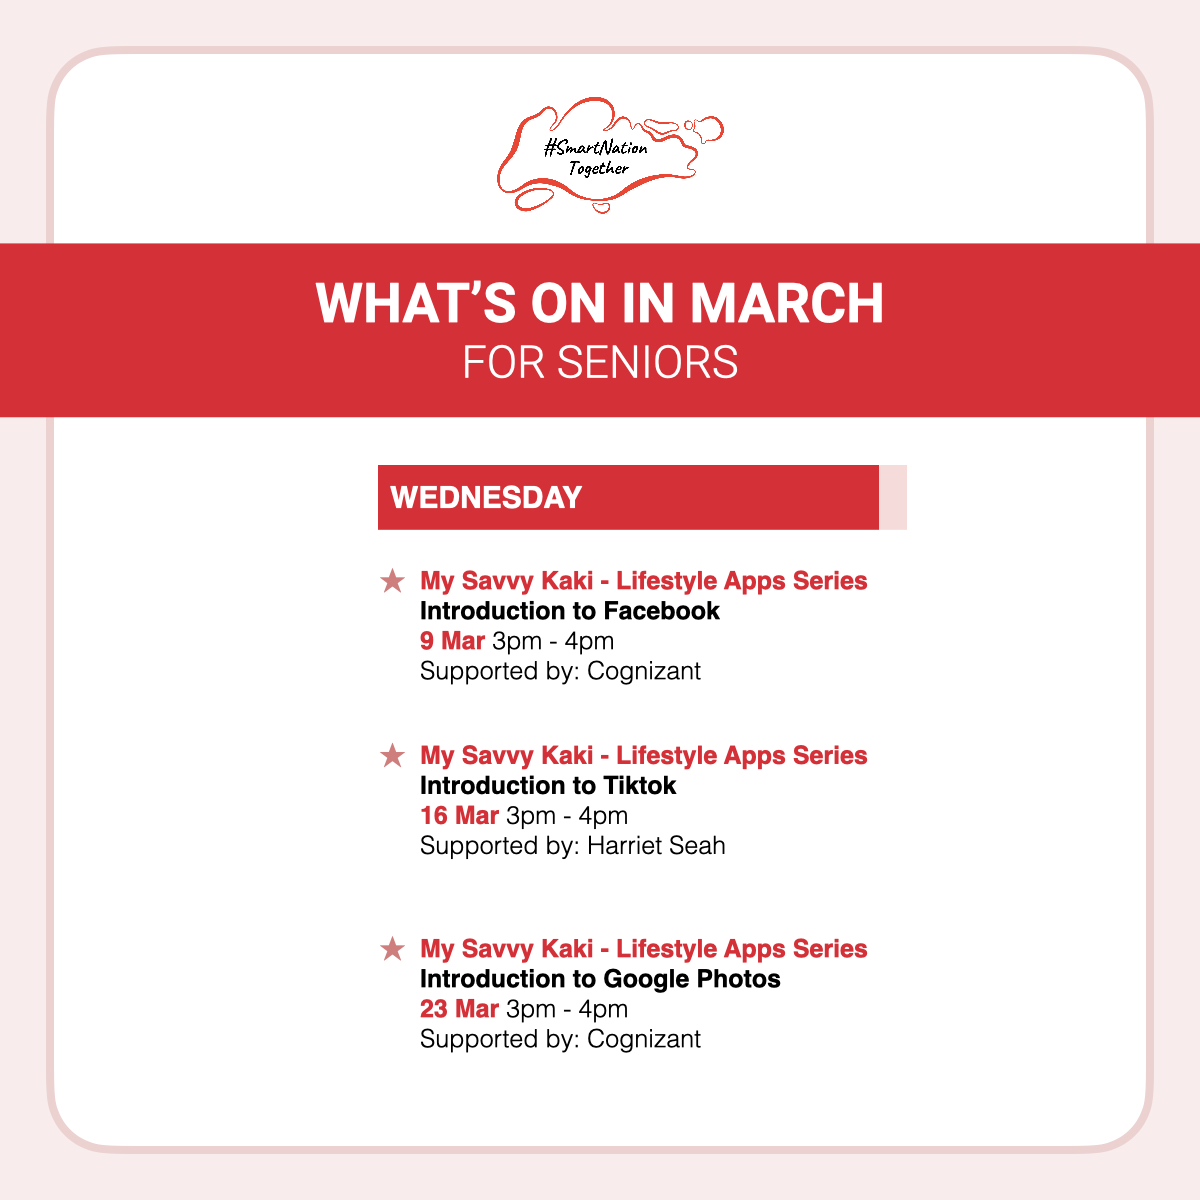 #SmartNation
Together
WHAT’S ON IN MARCH
FOR SENIORS
WEDNESDAY
★ My Savvy Kaki - Lifestyle Apps Series
Introduction to Facebook
9 Mar 3pm - 4pm
Supported by: Cognizant
★ My Savvy Kaki - Lifestyle Apps Series
Introduction to Tiktok
16 Mar 3pm - 4pm
Supported by: Harriet Seah
★ My Savvy Kaki - Lifestyle Apps Series
Introduction to Google Photos
23 Mar 3pm - 4pm
Supported by: Cognizant